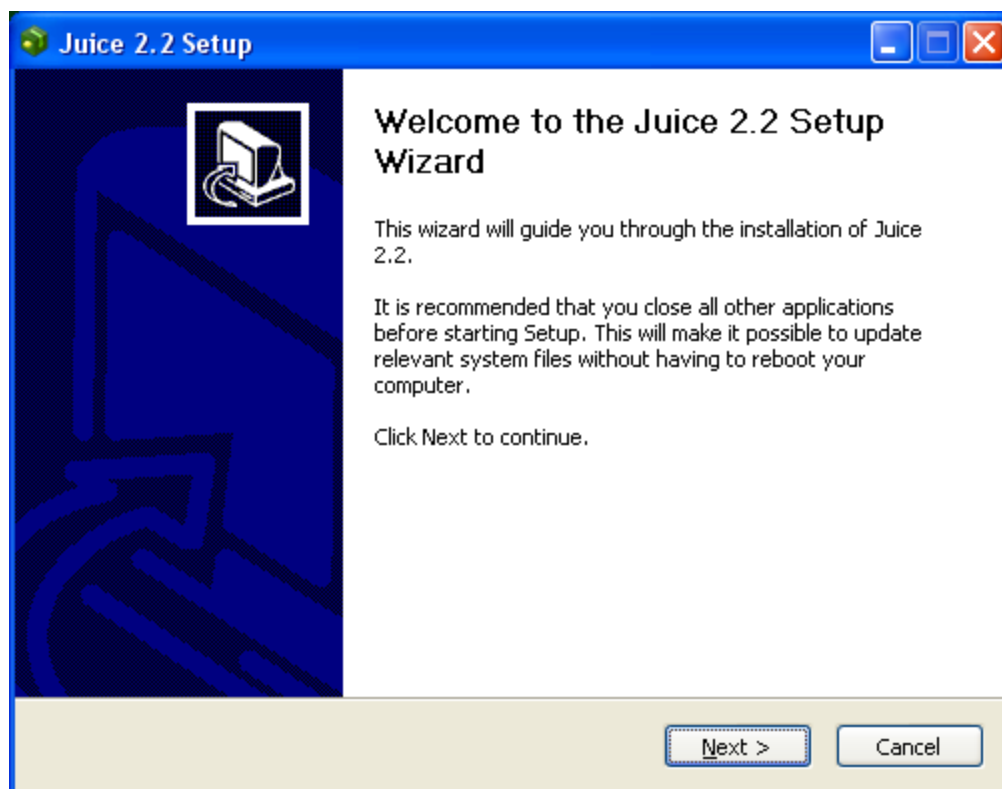 Juice 2.2 Setup
Welcome to the Juice 2.2 Setup
Wizard
This wizard will guide you through the installation of Juice
2.2.
It is recommended that you close all other applications
before starting Setup. This will make it possible to update
relevant system files without having to reboot your
computer.
Click Next to continue.
Next >
Cancel